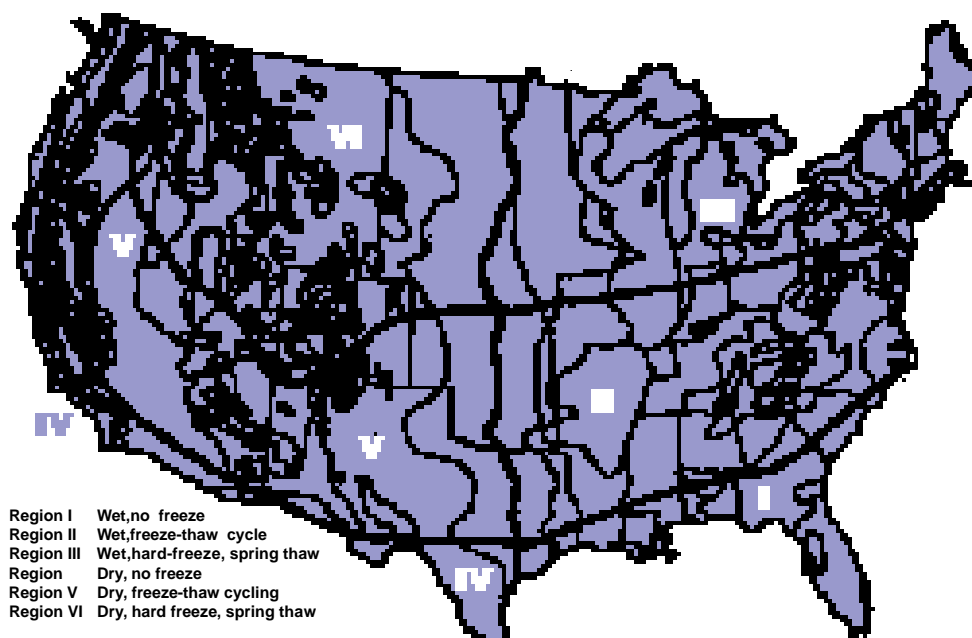 VI
V
IV
V
IV
I
Region I Wet,no freeze
Region II Wet,freeze-thaw cycle
Region III Wet,hard-freeze, spring thaw
Region Dry, no freeze
Region V Dry, freeze-thaw cycling
Region VI Dry, hard freeze, spring thaw